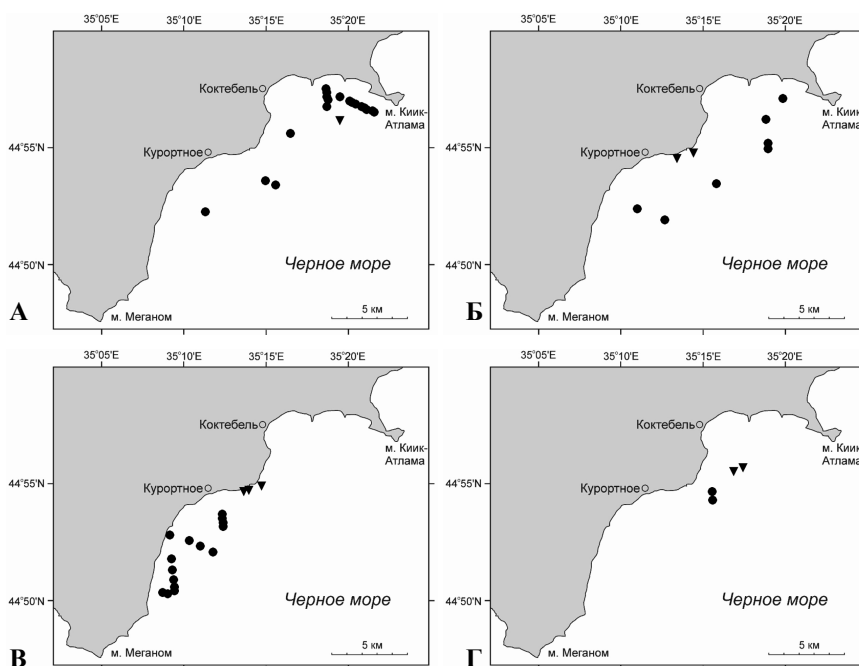 35°05'E 35°10' 35°15' 35°20'
35°05'E 35°10' 35°15' 35°20'
Коктебель
Коктебель
м. Киик-
Атлама
м. Киик-
Атлама
44°55'
44°55'
Курортное
Курортное
44°50'N
44°50'N
Черное море
Черное море
А
м. Меганом
5 км
Б
м. Меганом
5 км
35°05'E 35°10' 35°15' 35°20'
35°05'E 35°10' 35°15' 35°20'
Коктебель
Коктебель
м. Киик-
Атлама
м. Киик-
Атлама
44°55'
44°55'
Курортное
Курортное
44°50'N
44°50'N
Черное море
Черное море
В
м. Меганом
5 км
Г
м. Меганом
5 км